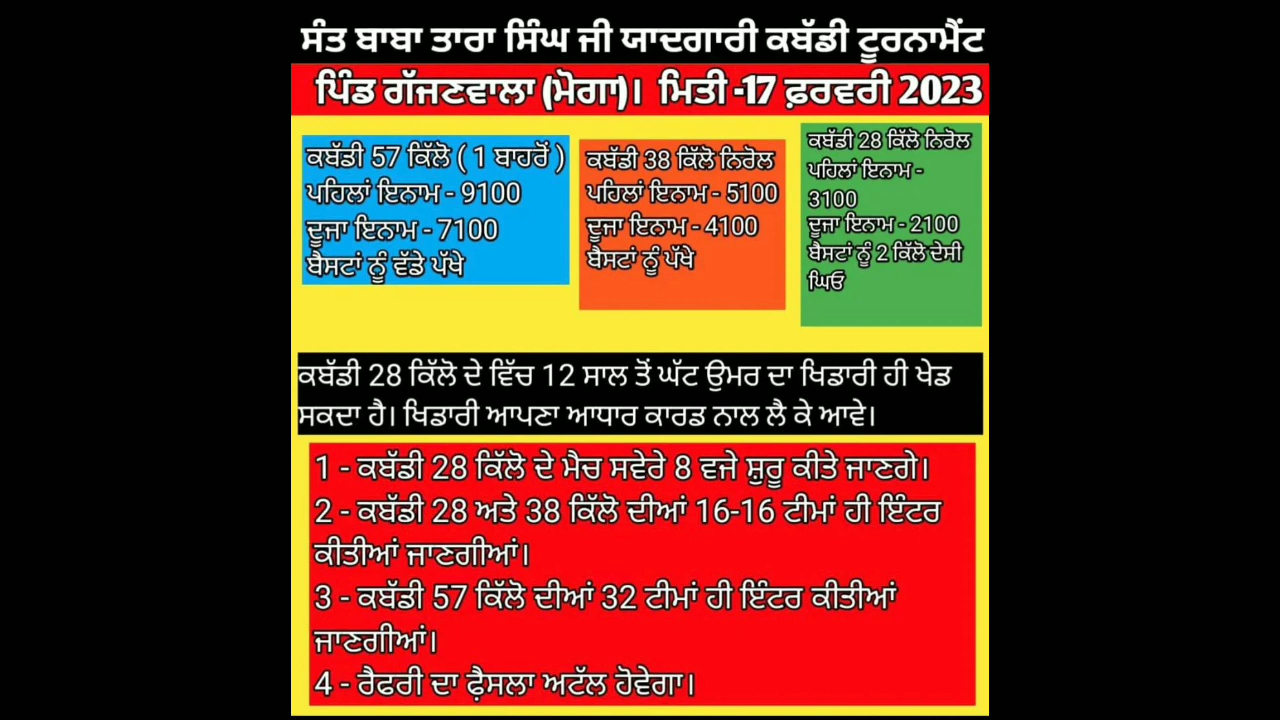 ਸੰਤ ਬਾਬਾ ਤਾਰਾ ਸਿੰਘ ਜੀ ਯਾਦਗਾਰੀ ਕਬੱਡੀ ਟੂਰਨਾਮੈਂਟ
ਪਿੰਡ ਗੱਜਣਵਾਲਾ (ਮੋਗਾ)। ਮਿਤੀ -17 ਫ਼ਰਵਰੀ 2023
ਕਬੱਡੀ 57 ਕਿੱਲੋ ( 1 ਬਾਹਰੋਂ )
ਪਹਿਲਾਂ ਇਨਾਮ - 9100
ਦੂਜਾ ਇਨਾਮ - 7100
ਬੈਸਟਾਂ ਨੂੰ ਵੱਡੇ ਪੱਖੇ
ਕਬੱਡੀ 38 ਕਿੱਲੋ ਨਿਰੋਲ
ਪਹਿਲਾਂ ਇਨਾਮ - 5100
ਦੂਜਾ ਇਨਾਮ - 4100
ਬੈਸਟਾਂ ਨੂੰ ਪੱਖੇ
ਕਬੱਡੀ 28 ਕਿੱਲੋ ਨਿਰੋਲ
ਪਹਿਲਾਂ ਇਨਾਮ -
3100
ਦੂਜਾ ਇਨਾਮ - 2100
ਬੈਸਟਾਂ ਨੂੰ 2 ਕਿੱਲੋ ਦੇਸੀ
ਘਿਓ
ਕਬੱਡੀ 28 ਕਿੱਲੋ ਦੇ ਵਿੱਚ 12 ਸਾਲ ਤੋਂ ਘੱਟ ਉਮਰ ਦਾ ਖਿਡਾਰੀ ਹੀ ਖੇਡ
ਸਕਦਾ ਹੈ। ਖਿਡਾਰੀ ਆਪਣਾ ਆਧਾਰ ਕਾਰਡ ਨਾਲ ਲੈ ਕੇ ਆਵੇ।
1 - ਕਬੱਡੀ 28 ਕਿੱਲੋ ਦੇ ਮੈਚ ਸਵੇਰੇ 8 ਵਜੇ ਸ਼ੁਰੂ ਕੀਤੇ ਜਾਣਗੇ।
2 - ਕਬੱਡੀ 28 ਅਤੇ 38 ਕਿੱਲੋ ਦੀਆਂ 16-16 ਟੀਮਾਂ ਹੀ ਇੰਟਰ
ਕੀਤੀਆਂ ਜਾਣਗੀਆਂ।
3 - ਕਬੱਡੀ 57 ਕਿੱਲੋ ਦੀਆਂ 32 ਟੀਮਾਂ ਹੀ ਇੰਟਰ ਕੀਤੀਆਂ
ਜਾਣਗੀਆਂ।
4 - ਰੈਫਰੀ ਦਾ ਫ਼ੈਸਲਾ ਅਟੱਲ ਹੋਵੇਗਾ।